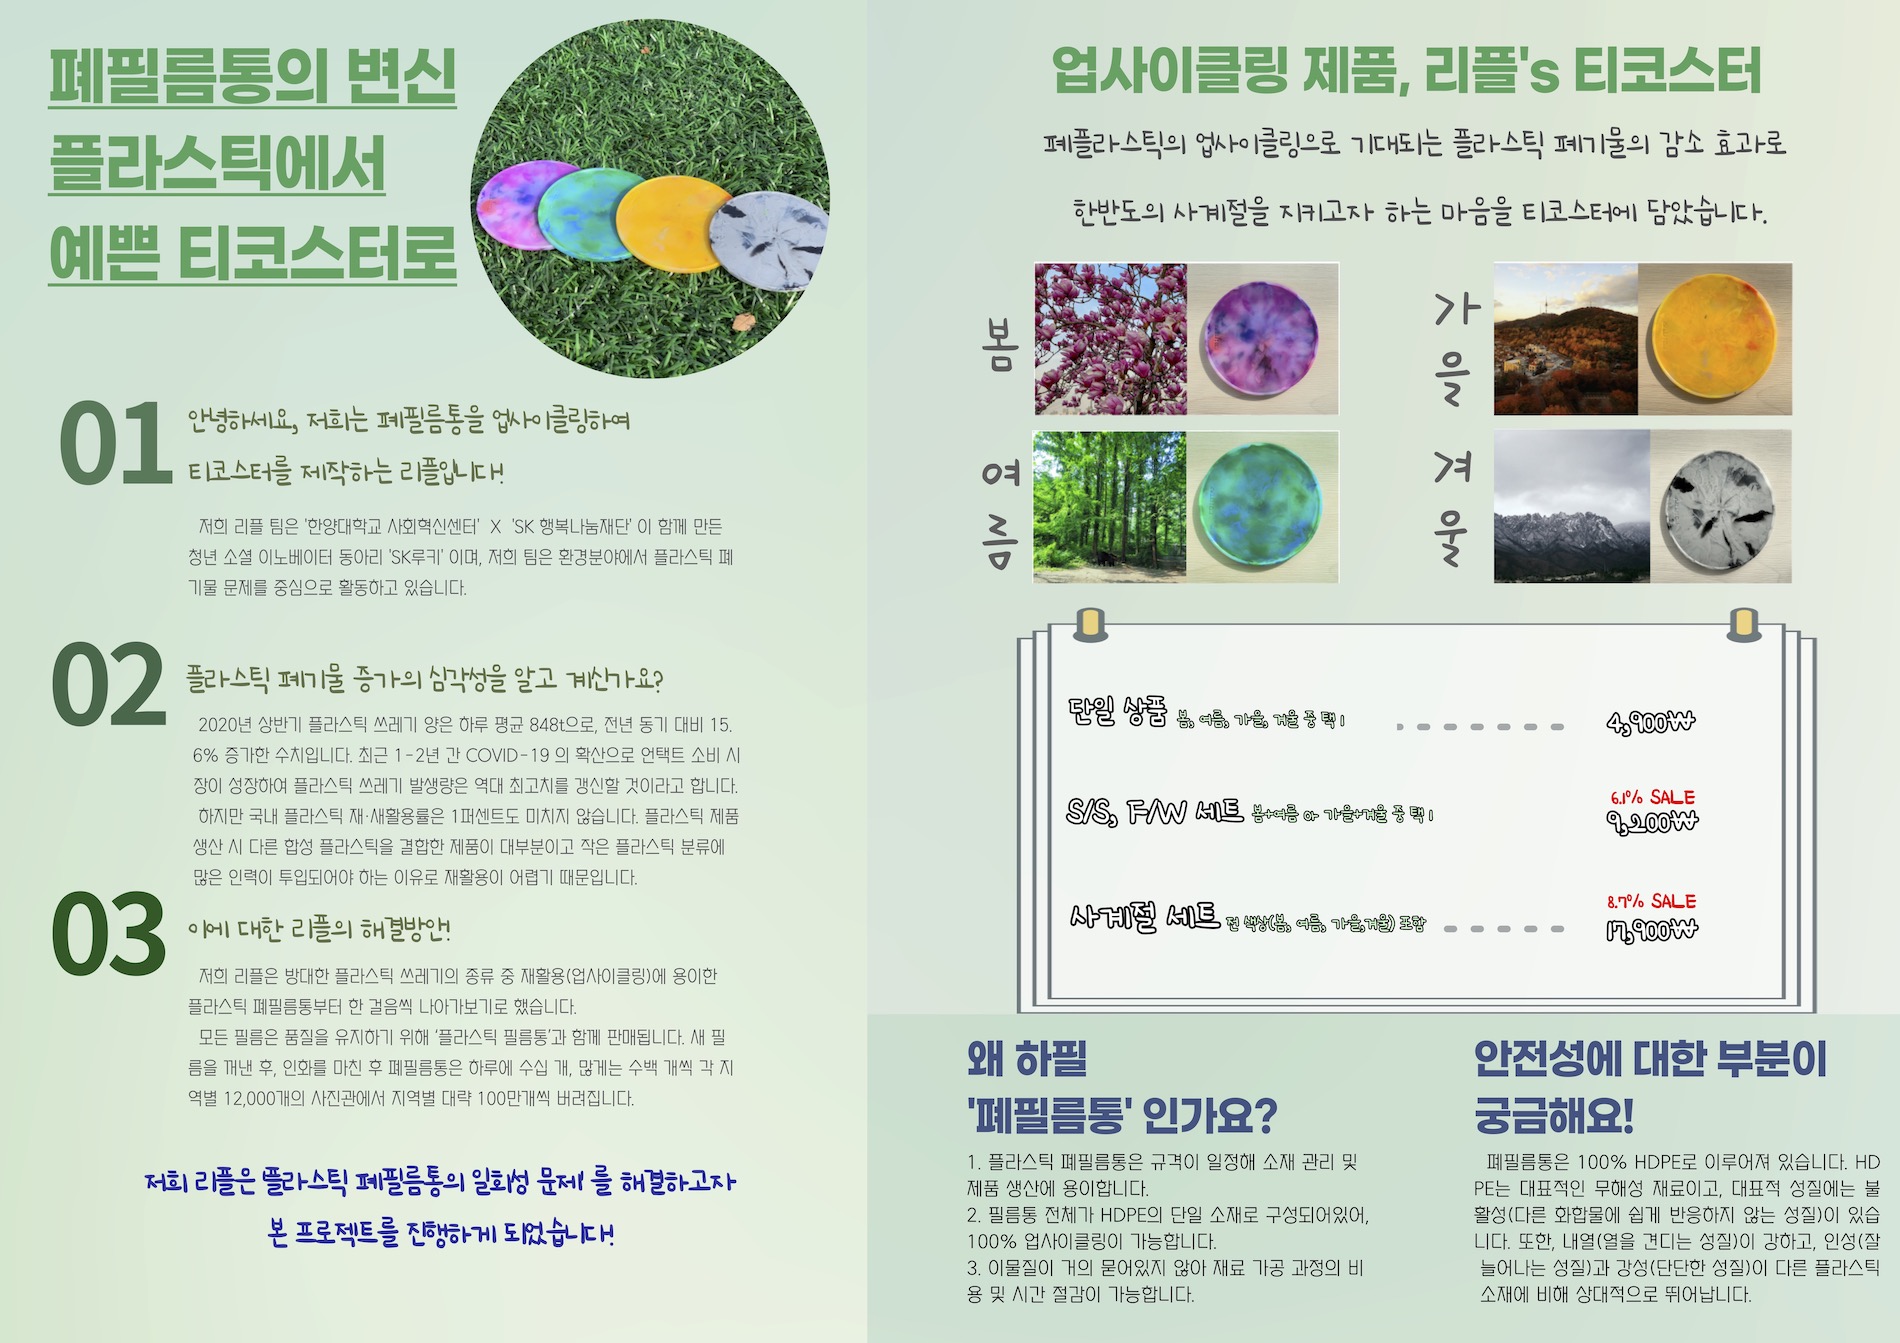 폐필름통의 변신
플라스틱에서
예쁜 티코스터로
01
안녕하세요, 저희는 폐필름통을 업사이클링하여
티코스터를 제작하는 리플입니다!
저희 리플 팀은 '한양대학교 사회혁신센터' X 'SK 행복나눔재단' 이 함께 만든
청년 소셜 이노베이터 동아리 'SK루키' 이며, 저희 팀은 환경분야에서 플라스틱 폐
기물 문제를 중심으로 활동하고 있습니다.
02
플라스틱 폐기물 증가의 심각성을 알고 계신가요?
2020년 상반기 플라스틱 쓰레기 양은 하루 평균 848t으로, 전년 동기 대비 15.
6% 증가한 수치입니다. 최근 1-2년 간 COVID-19 의 확산으로 언택트 소비 시
장이 성장하여 플라스틱 쓰레기 발생량은 역대 최고치를 갱신할 것이라고 합니다.
하지만 국내 플라스틱 재·새활용률은 1퍼센트도 미치지 않습니다. 플라스틱 제품
생산 시 다른 합성 플라스틱을 결합한 제품이 대부분이고 작은 플라스틱 분류에
많은 인력이 투입되어야 하는 이유로 재활용이 어렵기 때문입니다.
03
이에 대한 리플의 해결방안!
저희 리플은 방대한 플라스틱 쓰레기의 종류 중 재활용(업사이클링)에 용이한
플라스틱 폐필름통부터 한 걸음씩 나아가보기로 했습니다.
모든 필름은 품질을 유지하기 위해 '플라스틱 필름통'과 함께 판매됩니다. 새 필
름을 꺼낸 후, 인화를 마친 후 폐필름통은 하루에 수십 개, 많게는 수백 개씩 각 지
역별 12,000개의 사진관에서 지역별 대략 100만개씩 버려집니다.
저희 리플은 '플라스틱 폐필름통의 일회성 문제' 를 해결하고자
본 프로젝트를 진행하게 되었습니다!
업사이클링 제품, 리플's 티코스터
폐플라스틱의 업사이클링으로 기대되는 플라스틱 폐기물의 감소 효과로
한반도의 사계절을 지키고자 하는 마음을 티코스터에 담았습니다.
봄
가을
여름
겨울
단일 상품 봄, 여름, 가을, 겨울 중 택 1 4,900₩
6.1% SALE
S/S, F/W 세트 봄+여름 or 가을+겨울 중 택 1 9,200₩
8.7% SALE
사계절 세트 전 색상(봄, 여름, 가을,겨울) 포함 17,900₩
왜 하필
'폐필름통' 인가요?
1. 플라스틱 폐필름통은 규격이 일정해 소재 관리 및
제품 생산에 용이합니다.
2. 필름통 전체가 HDPE의 단일 소재로 구성되어있어,
100% 업사이클링이 가능합니다.
3. 이물질이 거의 묻어있지 않아 재료 가공 과정의 비
용 및 시간 절감이 가능합니다.
안전성에 대한 부분이
궁금해요!
폐필름통은 100% HDPE로 이루어져 있습니다. HD
PE는 대표적인 무해성 재료이고, 대표적 성질에는 불
활성(다른 화합물에 쉽게 반응하지 않는 성질)이 있습
니다. 또한, 내열(열을 견디는 성질)이 강하고, 인성(잘
늘어나는 성질)과 강성(단단한 성질)이 다른 플라스틱
소재에 비해 상대적으로 뛰어납니다.